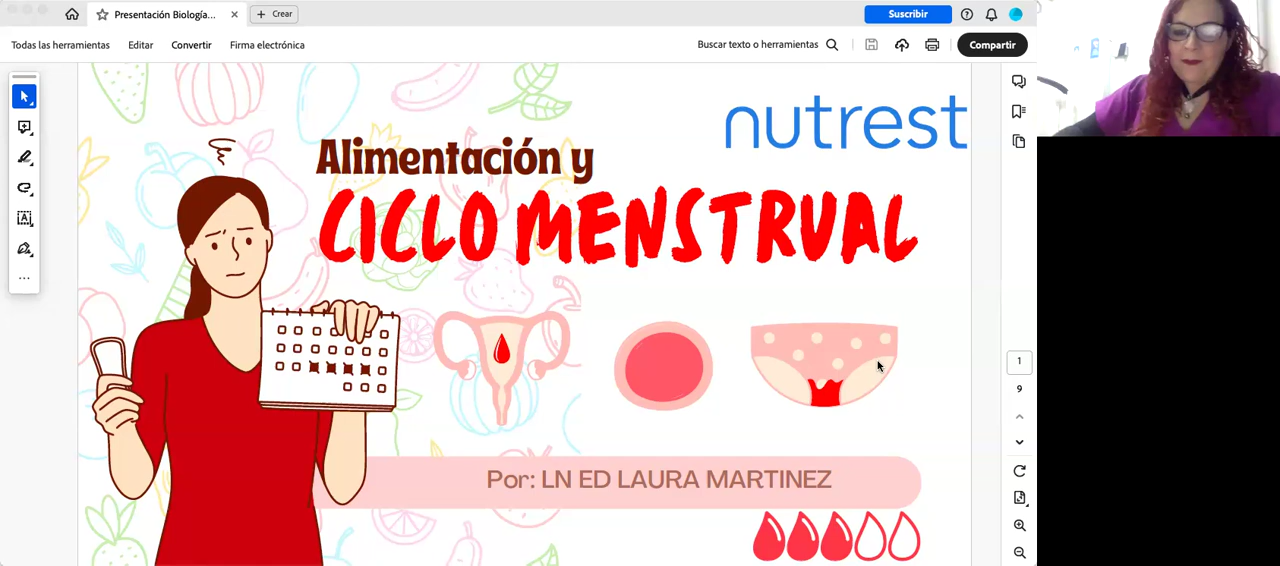 Presentación Biología...
Crear
Suscribir
Todas las herramientas
Editar
Convertir
Firma electrónica
Buscar texto o herramientas
Compartir
nutrest
Alimentación y
CICLO MENSTRUAL
Por: LN ED LAURA MARTINEZ
1
9